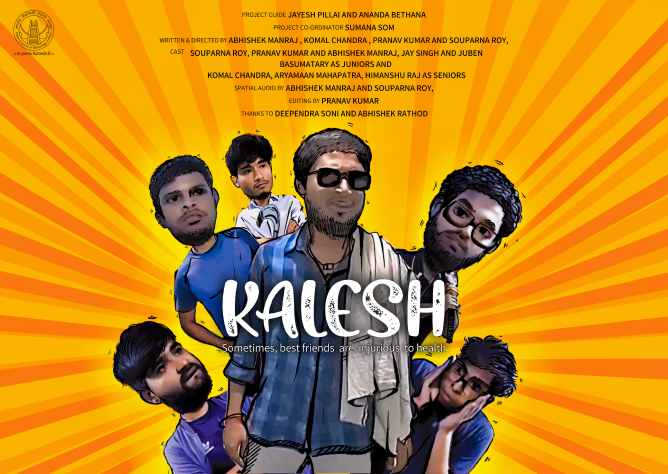 PROJECT GUIDE JAYESH PILLAI AND ANANDA BETHANA
PROJECT CO-ORDINATOR SUMANA SOM
WRITTEN & DIRECTED BY ABHISHEK MANRAJ , KOMAL CHANDRA , PRANAV KUMAR AND SOUPARNA ROY,
CAST SOUPARNA ROY, PRANAV KUMAR AND ABHISHEK MANRAJ, JAY SINGH AND JUBEN
BASUMATARY AS JUNIORS AND
KOMAL CHANDRA, ARYAMAAN MAHAPATRA, HIMANSHU RAJ AS SENIORS
SPATIAL AUDIO BY ABHISHEK MANRAJ AND SOUPARNA ROY,
EDITING BY PRANAV KUMAR
THANKS TO DEEPENDRA SONI AND ABHISHEK RATHOD
KALESH
Sometimes, best friends are injurious to health